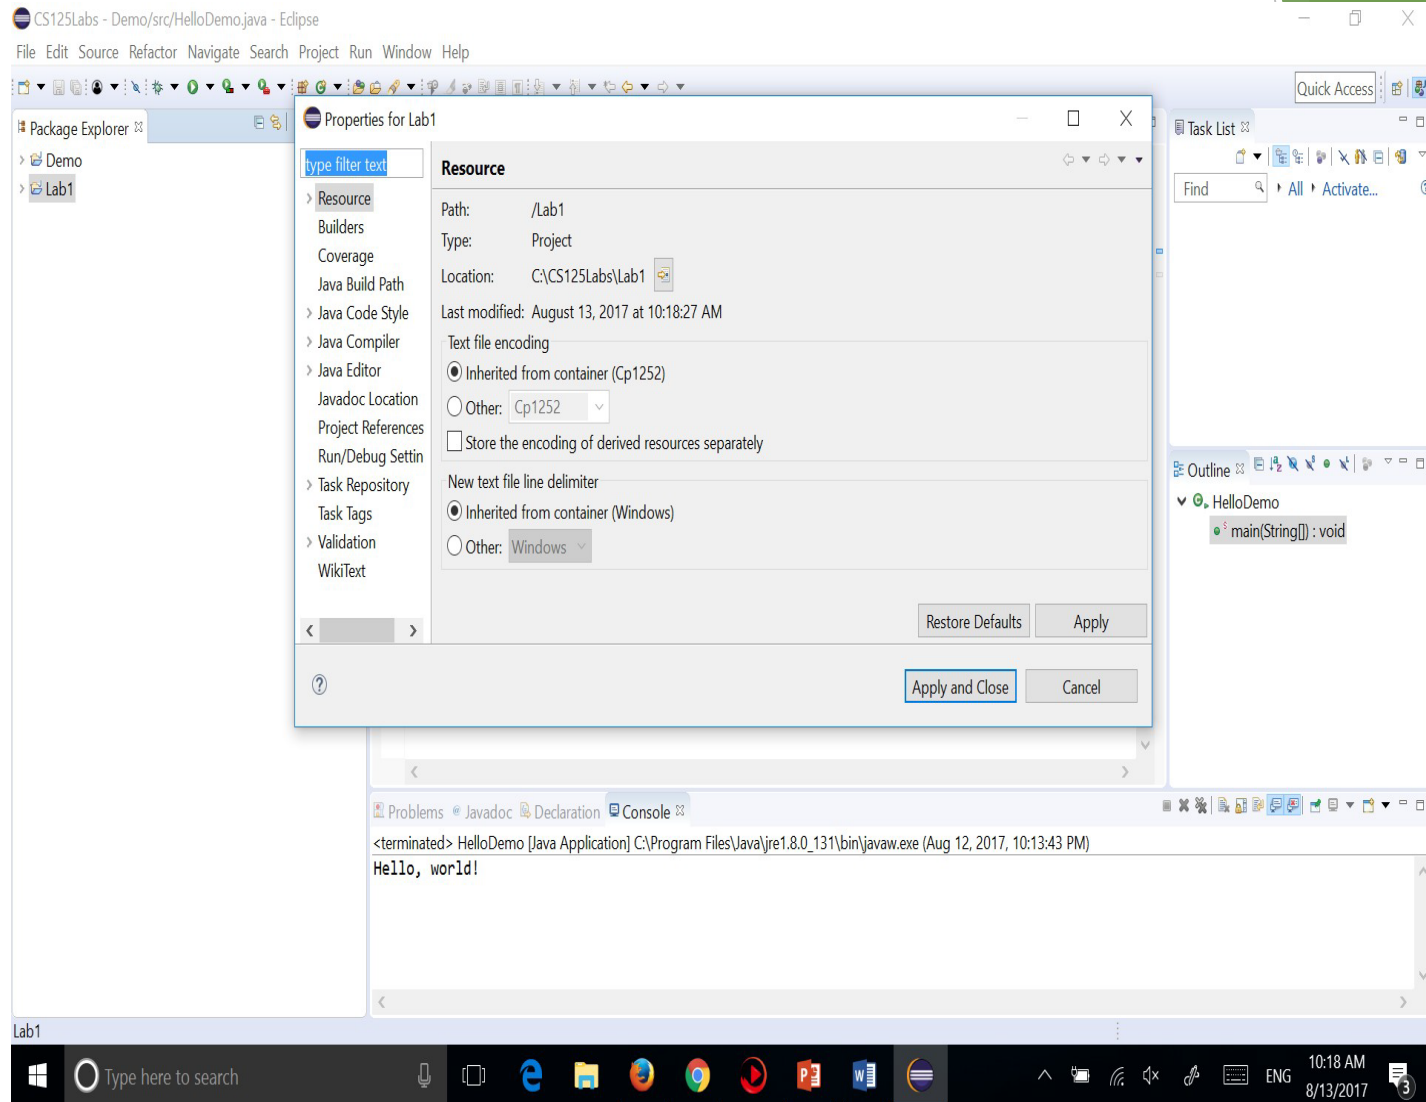 CS125Labs - Demo/src/HelloDemo.java - Eclipse
File Edit Source Refactor Navigate Search Project Run Window Help
Quick Access
Package Explorer
Demo
Lab1
Properties for Lab1
type filter text
Resource
Builders
Coverage
Java Build Path
Java Code Style
Java Compiler
Java Editor
Javadoc Location
Project References
Run/Debug Settin
Task Repository
Task Tags
Validation
WikiText
Resource
Path: /Lab1
Type: Project
Location: C:\CS125Labs\Lab1
Last modified: August 13, 2017 at 10:18:27 AM
Text file encoding
Inherited from container (Cp1252)
Other: Cp1252
Store the encoding of derived resources separately
New text file line delimiter
Inherited from container (Windows)
Other: Windows
Restore Defaults Apply
Apply and Close Cancel
Task List
Find All Activate...
Outline
HelloDemo
main(String[]) : void
Problems Javadoc Declaration Console
<terminated> HelloDemo [Java Application] C:\Program Files\Java\jre1.8.0_131\bin\javaw.exe (Aug 12, 2017, 10:13:43 PM)
Hello, world!
Lab1
Type here to search
ENG
10:18 AM
8/13/2017
3